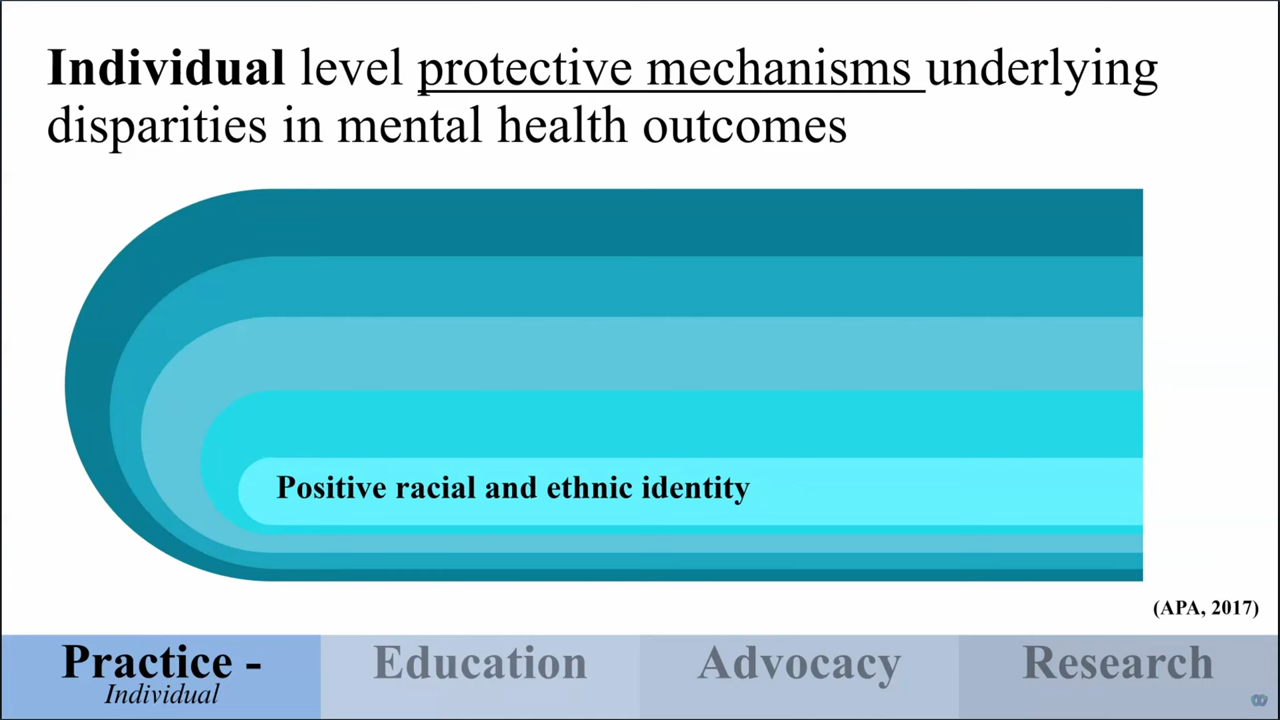 Individual level protective mechanisms underlying
disparities in mental health outcomes
Positive racial and ethnic identity
(APA, 2017)
Practice -
Individual
Education
Advocacy
Research